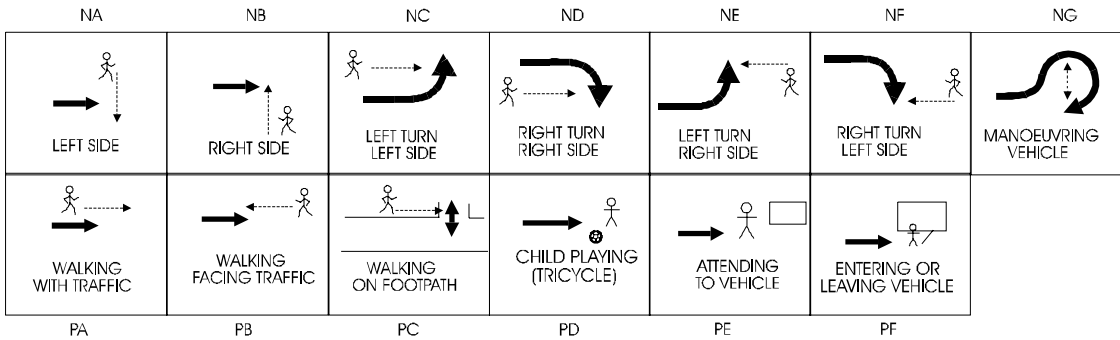 NA NB NC ND NE NF NG
LEFT SIDE
RIGHT SIDE
LEFT TURN
LEFT SIDE
RIGHT TURN
RIGHT SIDE
LEFT TURN
RIGHT SIDE
RIGHT TURN
LEFT SIDE
MANOEUVRING
VEHICLE
WALKING
WITH TRAFFIC
WALKING
FACING TRAFFIC
WALKING
ON FOOTPATH
CHILD PLAYING
(TRICYCLE)
ATTENDING
TO VEHICLE
ENTERING OR
LEAVING VEHICLE
PA PB PC PD PE PF